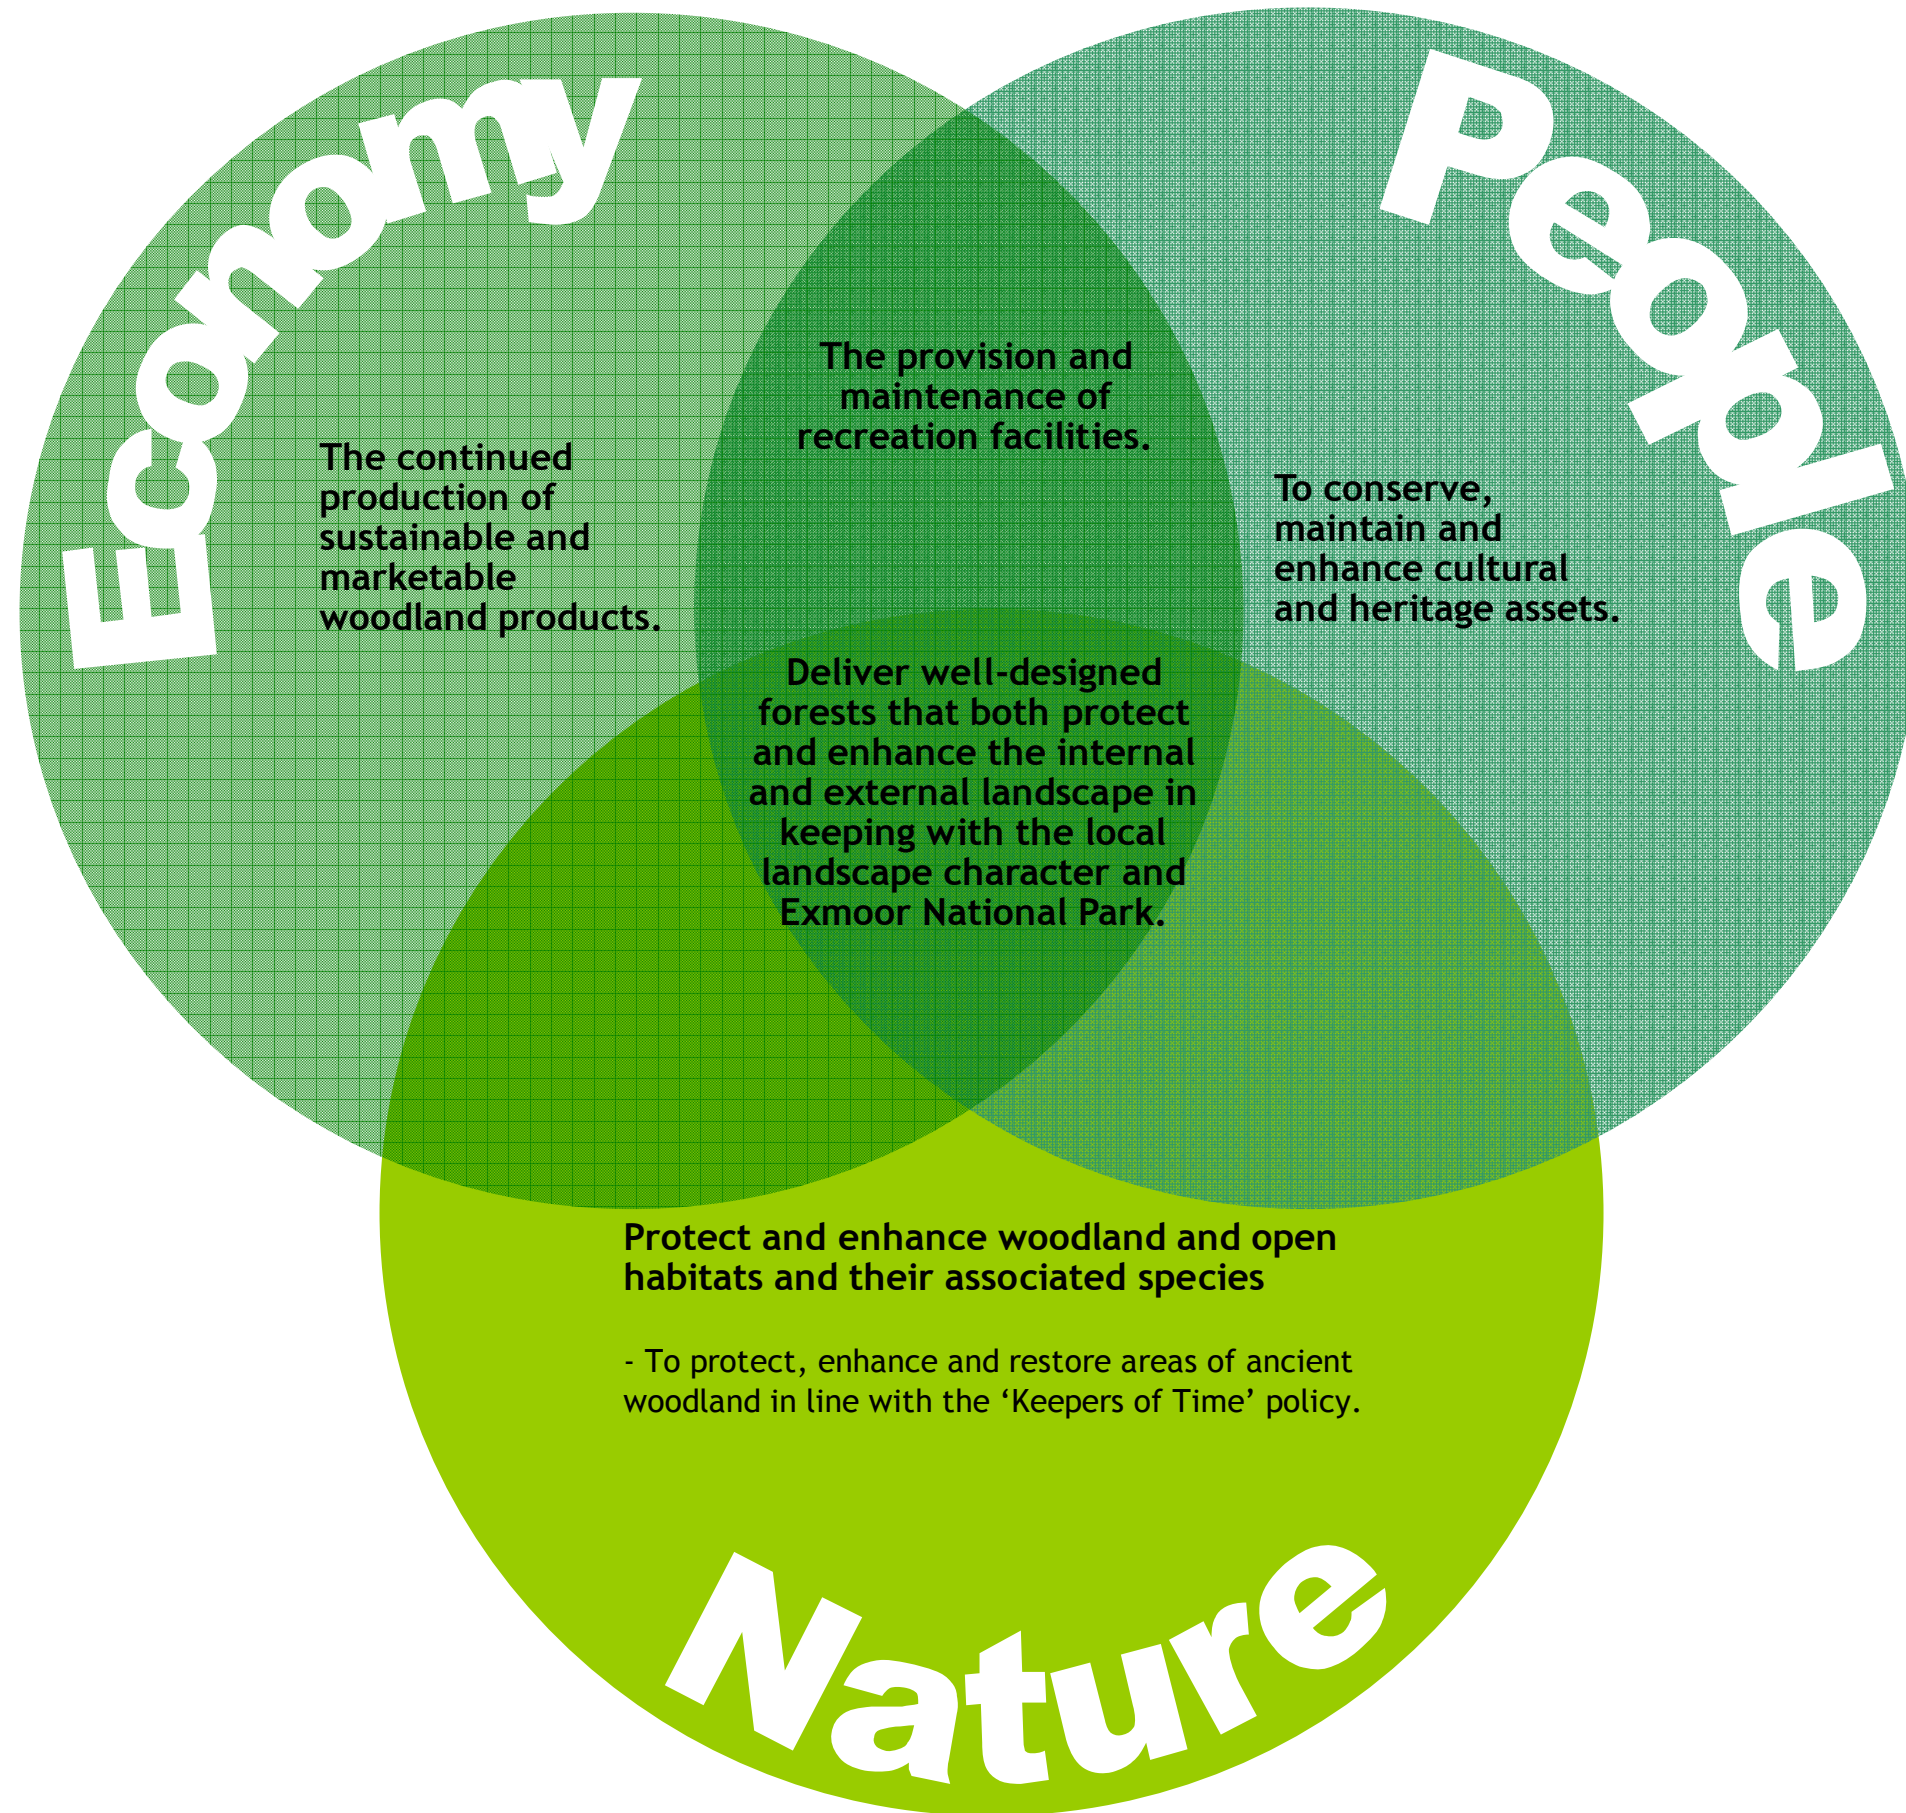 Economy
People
The provision and
maintenance of
recreation facilities.
The continued
production of
sustainable and
marketable
woodland products.
To conserve,
maintain and
enhance cultural
and heritage assets.
Deliver well-designed
forests that both protect
and enhance the internal
and external landscape in
keeping with the local
landscape character and
Exmoor National Park.
Protect and enhance woodland and open
habitats and their associated species
- To protect, enhance and restore areas of ancient
woodland in line with the ‘Keepers of Time’ policy.
Nature